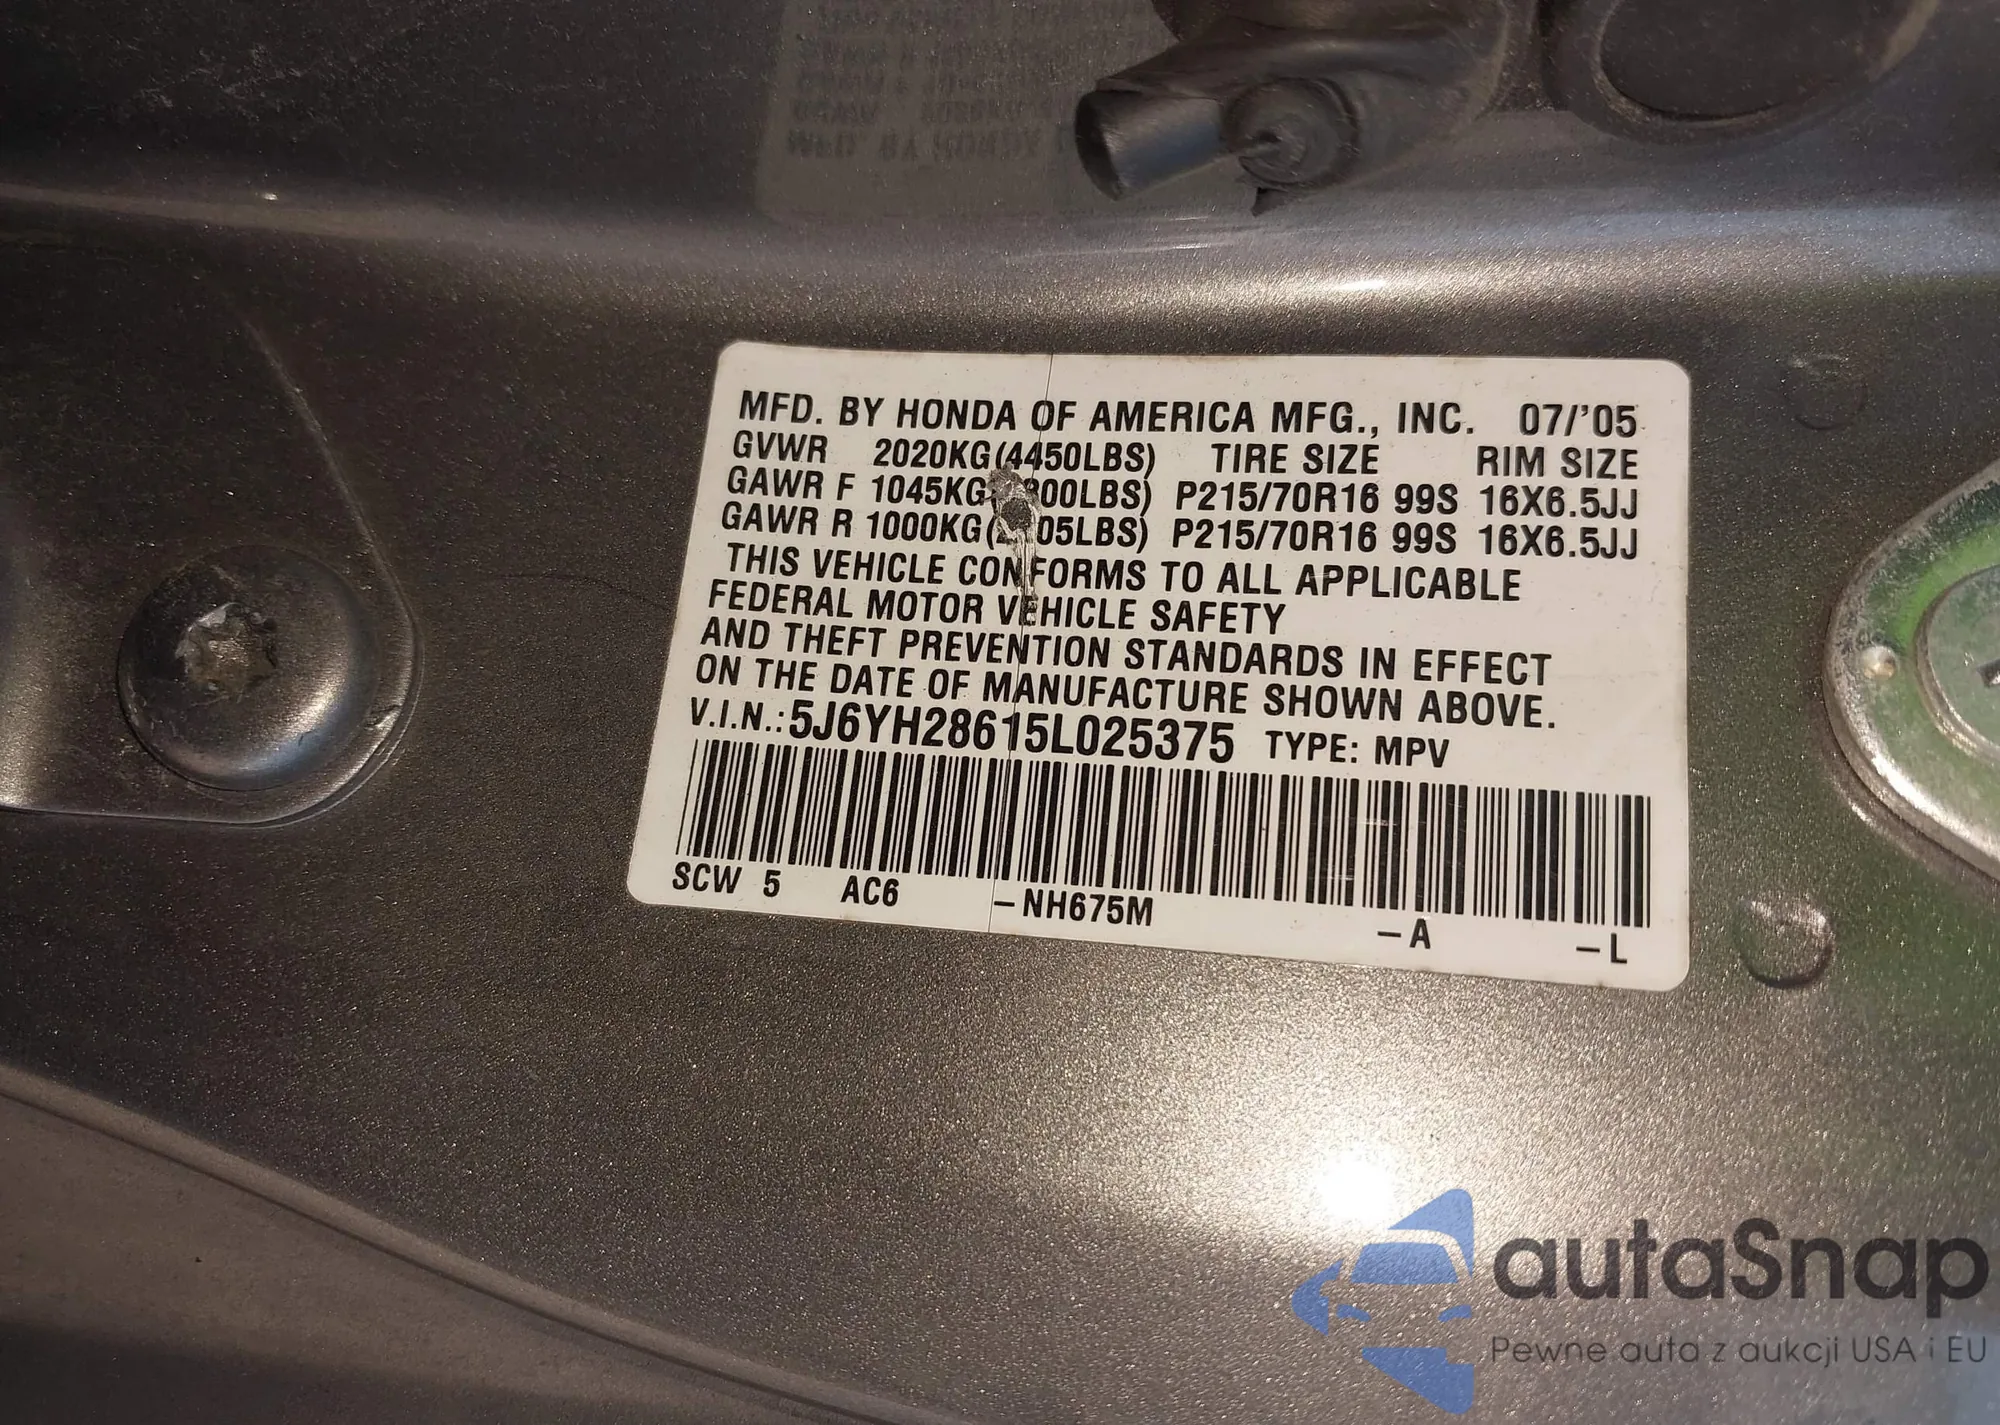 MFD. BY HONDA OF AMERICA MFG., INC. 07/'05
GVWR 2020KG(4450LBS) TIRE SIZE RIM SIZE
GAWR F 1045KG 00LBS) P215/70R16 99S 16X6.5JJ
GAWR R 1000KG( 05LBS) P215/70R16 99S 16X6.5JJ
THIS VEHICLE CONFORMS TO ALL APPLICABLE
FEDERAL MOTOR VEHICLE SAFETY
AND THEFT PREVENTION STANDARDS IN EFFECT
ON THE DATE OF MANUFACTURE SHOWN ABOVE.
V.I.N.: 5J6YH28615L025375 TYPE: MPV
SCW 5 AC6 –NH675M –A –L
autaSnap
Pewne auta z aukcji USA i EU